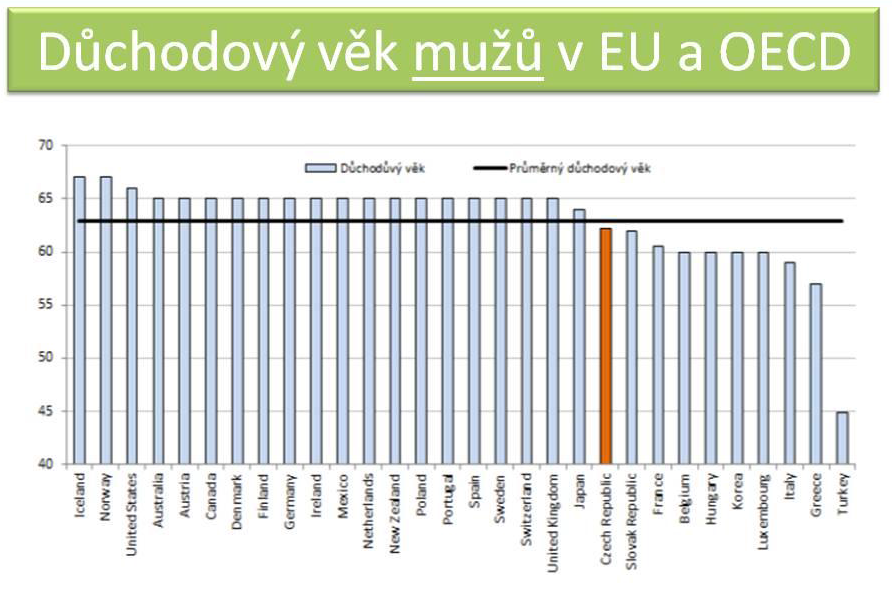 Důchodový věk mužů v EU a OECD
Důchodůvý věk
Průměrný důchodový věk
70
65
60
55
50
45
40
Iceland
Norway
United States
Australia
Austria
Canada
Denmark
Finland
Germany
Ireland
Mexico
Netherlands
New Zealand
Poland
Portugal
Spain
Sweden
Switzerland
United Kingdom
Japan
Czech Republic
Slovak Republic
France
Belgium
Hungary
Korea
Luxembourg
Italy
Greece
Turkey